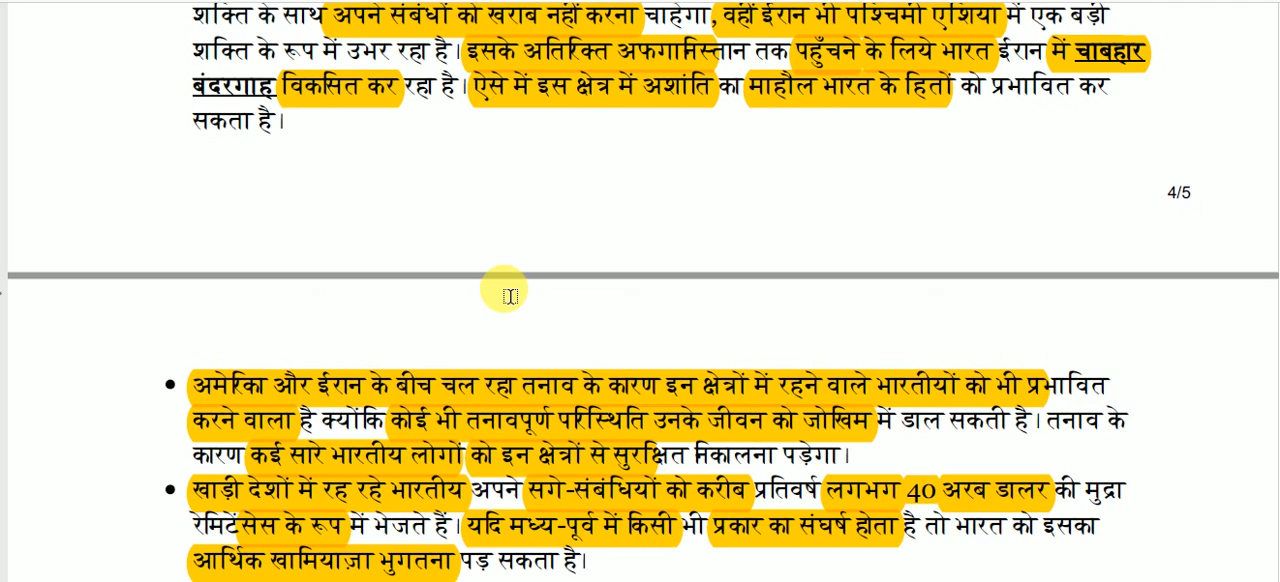 शक्ति के साथ अपने संबंधों को खराब नहीं करना चाहेगा, वहीं ईरान भी पश्चिमी एशिया में एक बड़ी
शक्ति के रूप में उभर रहा है। इसके अतिरिक्त अफगानिस्तान तक पहुँचने के लिये भारत ईरान में चाबहार
बंदरगाह विकसित कर रहा है। ऐसे में इस क्षेत्र में अशांति का माहौल भारत के हितों को प्रभावित कर
सकता है।
4/5
• अमेरिका और ईरान के बीच चल रहा तनाव के कारण इन क्षेत्रों में रहने वाले भारतीयों को भी प्रभावित
करने वाला है क्योंकि कोई भी तनावपूर्ण परिस्थिति उनके जीवन को जोखिम में डाल सकती है। तनाव के
कारण कई सारे भारतीय लोगों को इन क्षेत्रों से सुरक्षित निकालना पड़ेगा।
• खाड़ी देशों में रह रहे भारतीय अपने सगे-संबंधियों को करीब प्रतिवर्ष लगभग 40 अरब डालर की मुद्रा
रेमिटेंसेस के रूप में भेजते हैं। यदि मध्य-पूर्व में किसी भी प्रकार का संघर्ष होता है तो भारत को इसका
आर्थिक खामियाज़ा भुगतना पड़ सकता है।